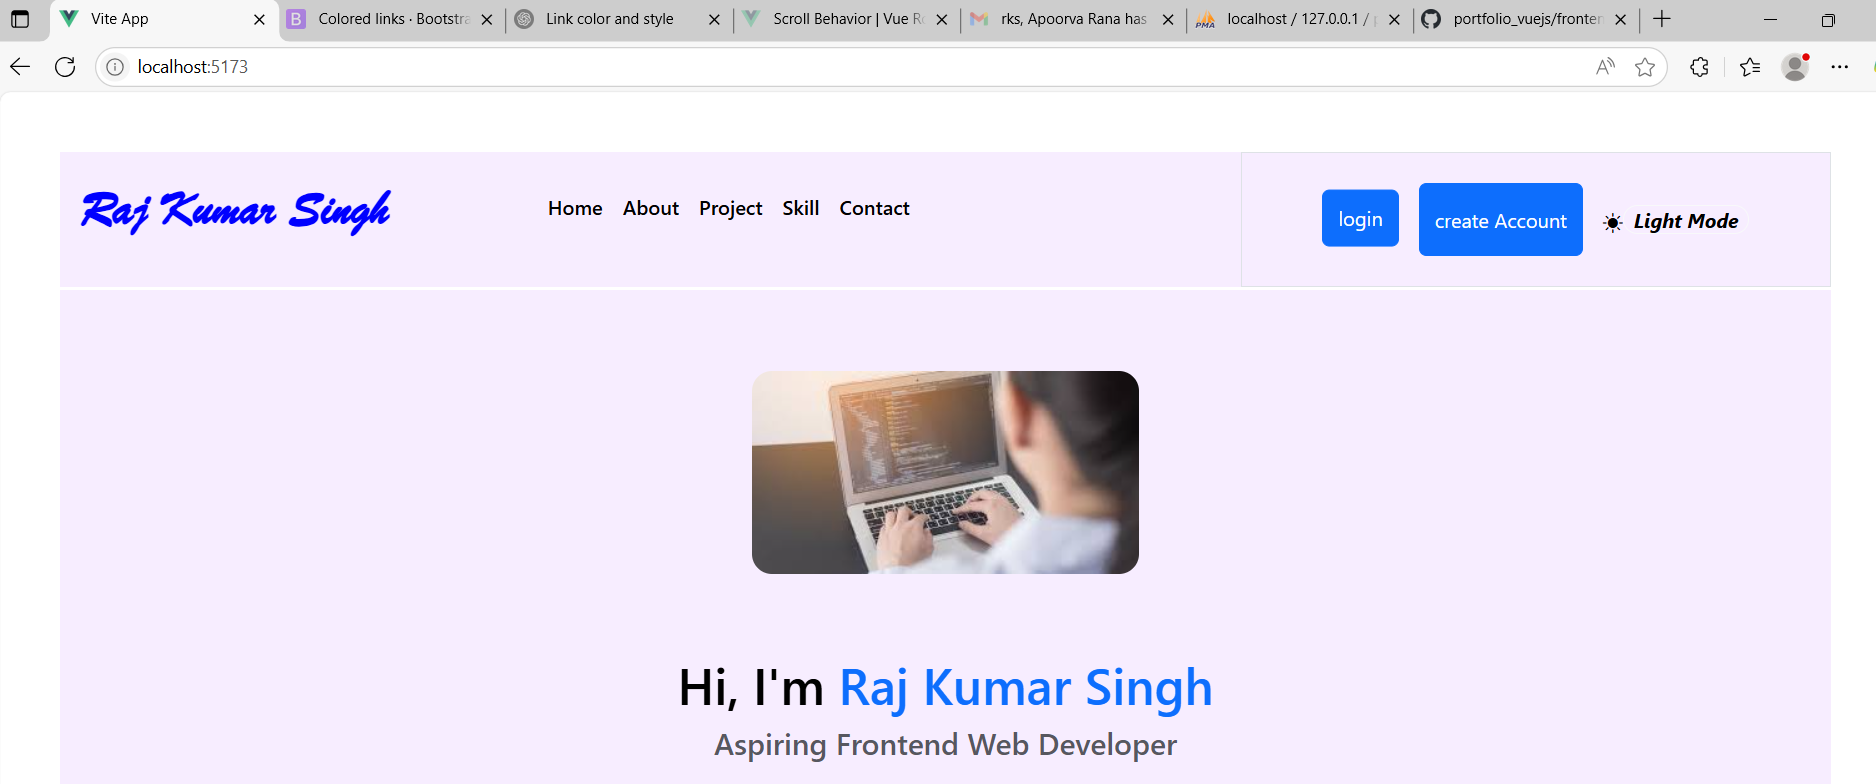 Vite App
Colored links · Bootstra
Link color and style
Scroll Behavior | Vue Ro
rks, Apoorva Rana has
PMA
localhost / 127.0.0.1 / p
portfolio_vuejs/fronten
localhost:5173
Raj Kumar Singh
Home About Project Skill Contact
login
create Account
Light Mode
Hi, I'm Raj Kumar Singh
Aspiring Frontend Web Developer